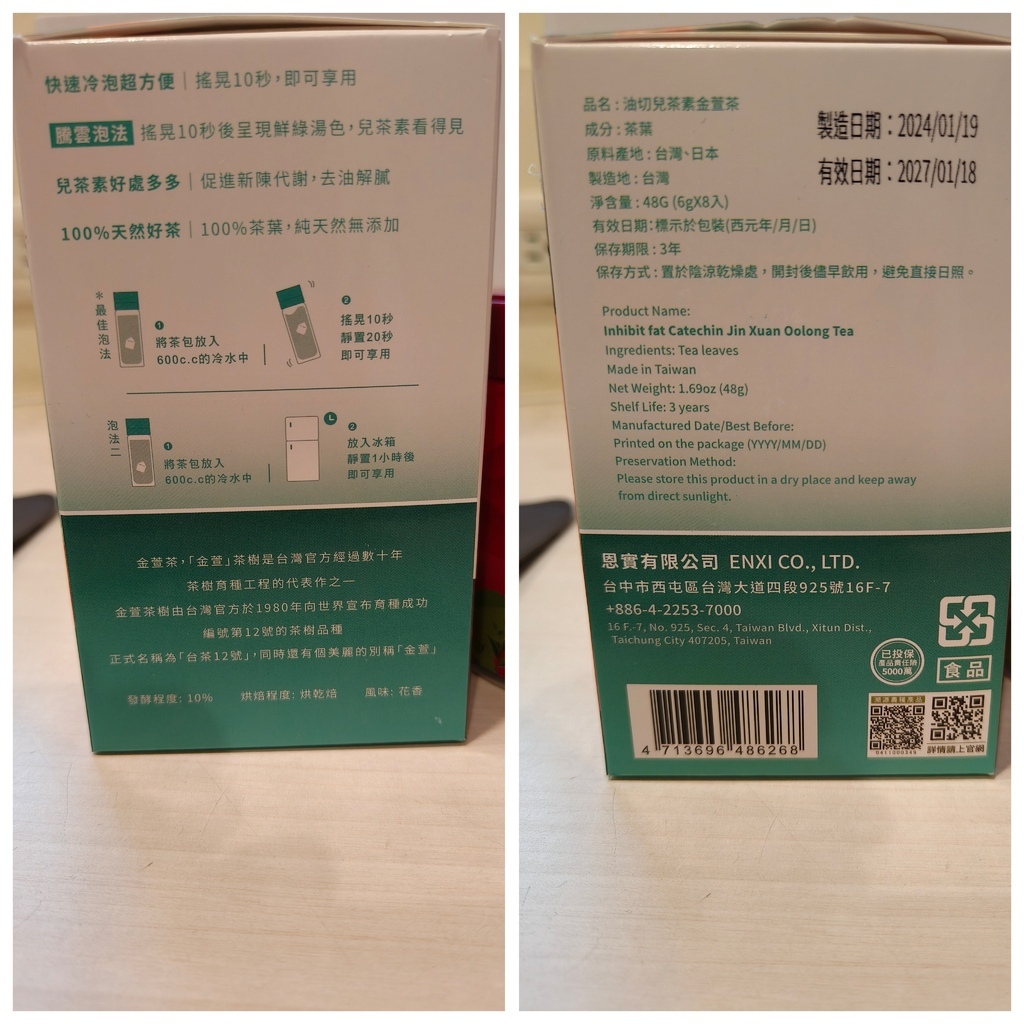 快速冷泡超方便｜搖晃10秒，即可享用
騰雲泡法 搖晃10秒後呈現鮮綠湯色，兒茶素看得見
兒茶素好處多多｜促進新陳代謝，去油解膩
100%天然好茶｜100%茶葉，純天然無添加
＊最佳泡法
1
將茶包放入
600c.c的冷水中
2
搖晃10秒
靜置20秒
即可享用
泡法二
1
將茶包放入
600c.c的冷水中
2
放入冰箱
靜置1小時後
即可享用
金萱茶，「金萱」茶樹是台灣官方經過數十年
茶樹育種工程的代表作之一
金萱茶樹由台灣官方於1980年向世界宣布育種成功
編號第12號的茶樹品種
正式名稱為「台茶12號」，同時還有個美麗的別稱「金萱」
發酵程度: 10% 烘焙程度: 烘乾焙 風味: 花香
品名：油切兒茶素金萱茶
成分：茶葉
原料產地：台灣、日本
製造地：台灣
淨含量：48G (6gX8入)
有效日期：標示於包裝(西元年/月/日)
保存期限：3年
保存方式：置於陰涼乾燥處，開封後儘早飲用，避免直接日照。
製造日期：2024/01/19
有效日期：2027/01/18
Product Name:
Inhibit fat Catechin Jin Xuan Oolong Tea
Ingredients: Tea leaves
Made in Taiwan
Net Weight: 1.69oz (48g)
Shelf Life: 3 years
Manufactured Date/Best Before:
Printed on the package (YYYY/MM/DD)
Preservation Method:
Please store this product in a dry place and keep away
from direct sunlight.
恩實有限公司 ENXI CO., LTD.
台中市西屯區台灣大道四段925號16F-7
+886-4-2253-7000
16 F.-7, No. 925, Sec. 4, Taiwan Blvd., Xitun Dist.,
Taichung City 407205, Taiwan
已投保
產品責任險
5000萬
食品
4 713696 486268
溯源農糧產品
0411000345
詳情請上官網